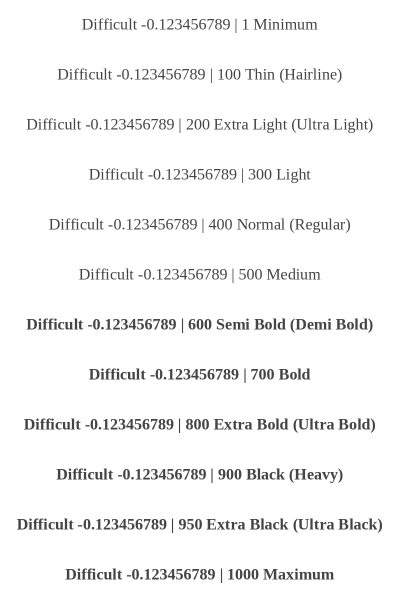 Difficult -0.123456789 | 1 Minimum
Difficult -0.123456789 | 100 Thin (Hairline)
Difficult -0.123456789 | 200 Extra Light (Ultra Light)
Difficult -0.123456789 | 300 Light
Difficult -0.123456789 | 400 Normal (Regular)
Difficult -0.123456789 | 500 Medium
Difficult -0.123456789 | 600 Semi Bold (Demi Bold)
Difficult -0.123456789 | 700 Bold
Difficult -0.123456789 | 800 Extra Bold (Ultra Bold)
Difficult -0.123456789 | 900 Black (Heavy)
Difficult -0.123456789 | 950 Extra Black (Ultra Black)
Difficult -0.123456789 | 1000 Maximum